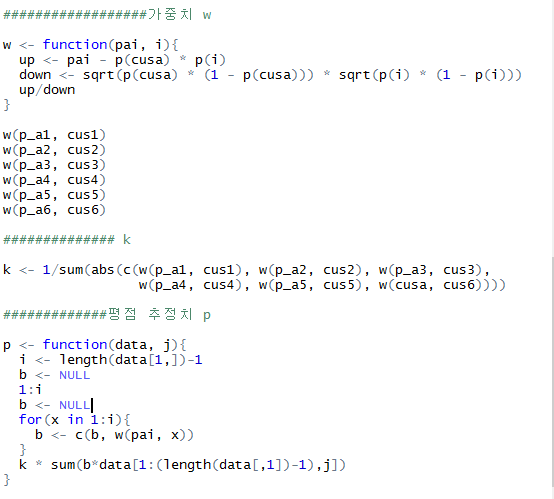 ##################가중치 w
w <- function(pai, i){
up <- pai - p(cusa) * p(i)
down <- sqrt(p(cusa) * (1 - p(cusa))) * sqrt(p(i) * (1 - p(i)))
up/down
}
w(p_a1, cus1)
w(p_a2, cus2)
w(p_a3, cus3)
w(p_a4, cus4)
w(p_a5, cus5)
w(p_a6, cus6)
############## k
k <- 1/sum(abs(c(w(p_a1, cus1), w(p_a2, cus2), w(p_a3, cus3),
w(p_a4, cus4), w(p_a5, cus5), w(cusa, cus6))))
#############평점 추정치 p
p <- function(data, j){
i <- length(data[1,])-1
b <- NULL
1:i
b <- NULL
for(x in 1:i){
b <- c(b, w(pai, x))
}
k * sum(b*data[1:(length(data[,1])-1),j])
}